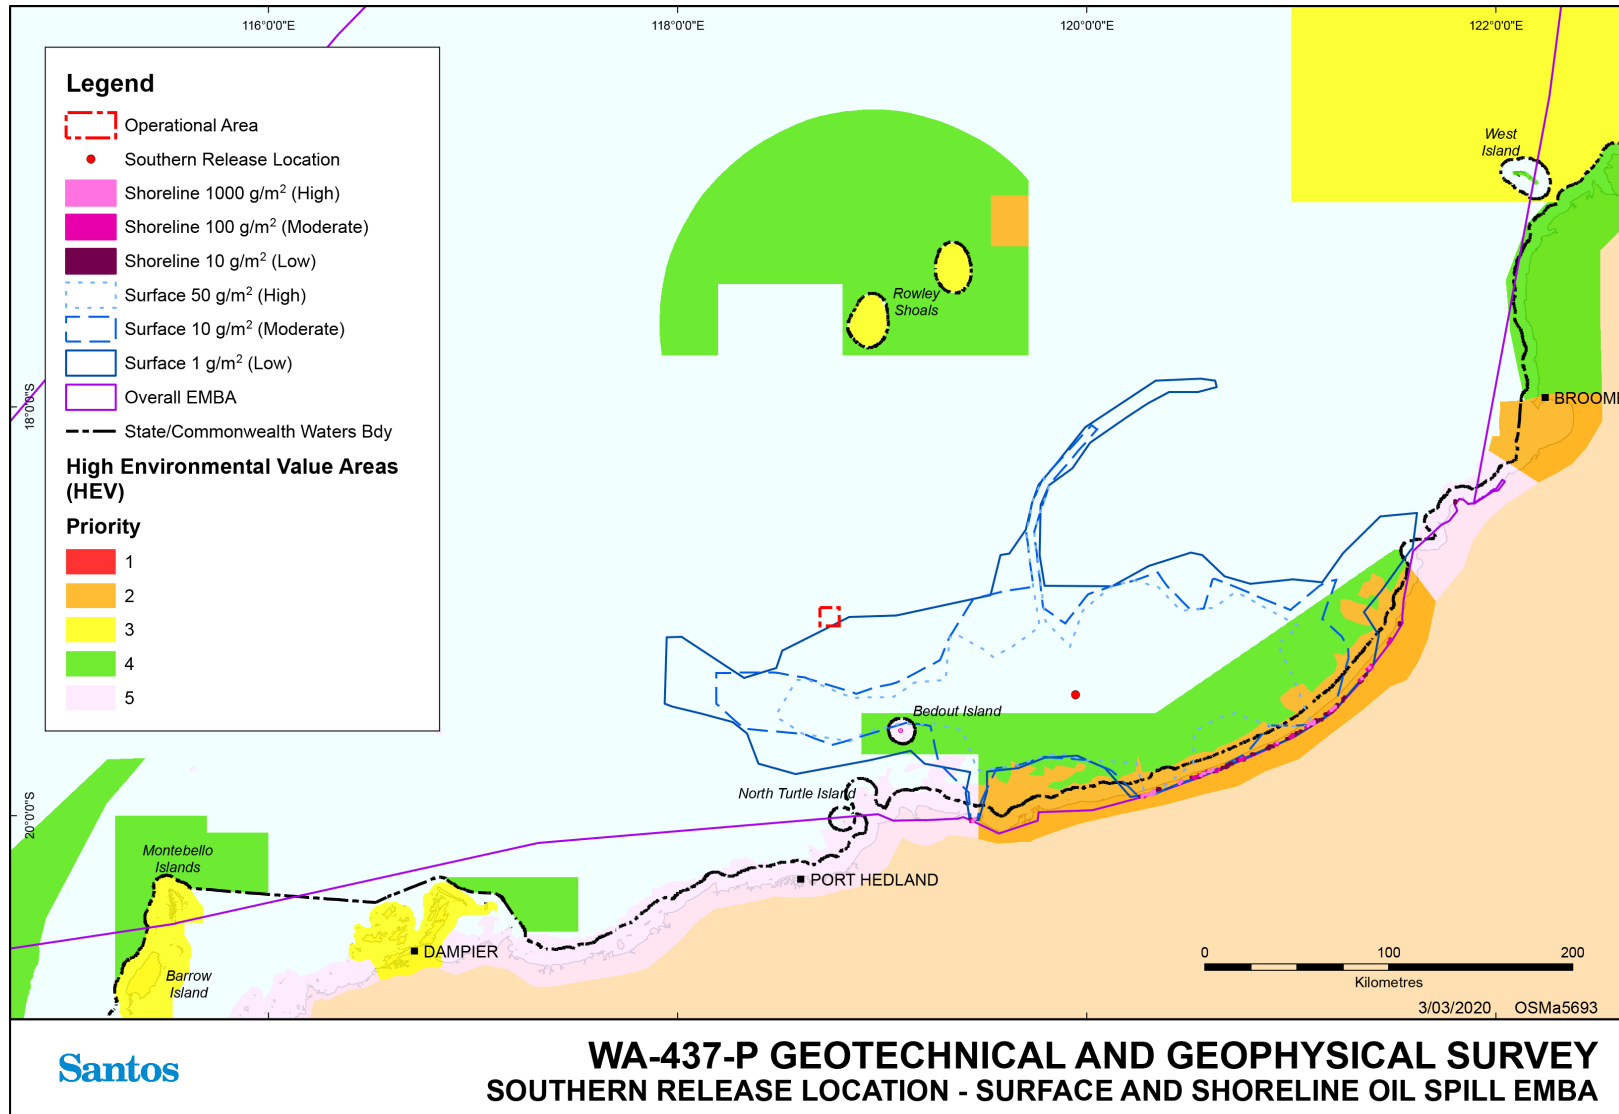 116°0'0"E
118°0'0"E
120°0'0"E
122°0'0"E
Legend
Operational Area
Southern Release Location
Shoreline 1000 g/m² (High)
Shoreline 100 g/m² (Moderate)
Shoreline 10 g/m² (Low)
Surface 50 g/m² (High)
Surface 10 g/m² (Moderate)
Surface 1 g/m² (Low)
Overall EMBA
State/Commonwealth Waters Bdy
High Environmental Value Areas
(HEV)
Priority
1
2
3
4
5
West
Island
Rowley
Shoals
18°0'0"S
BROOME
Bedout Island
North Turtle Island
20°0'0"S
Montebello
Islands
PORT HEDLAND
DAMPIER
Barrow
Island
0 100 200
Kilometres
3/03/2020 OSMa5693
Santos
WA-437-P GEOTECHNICAL AND GEOPHYSICAL SURVEY
SOUTHERN RELEASE LOCATION - SURFACE AND SHORELINE OIL SPILL EMBA